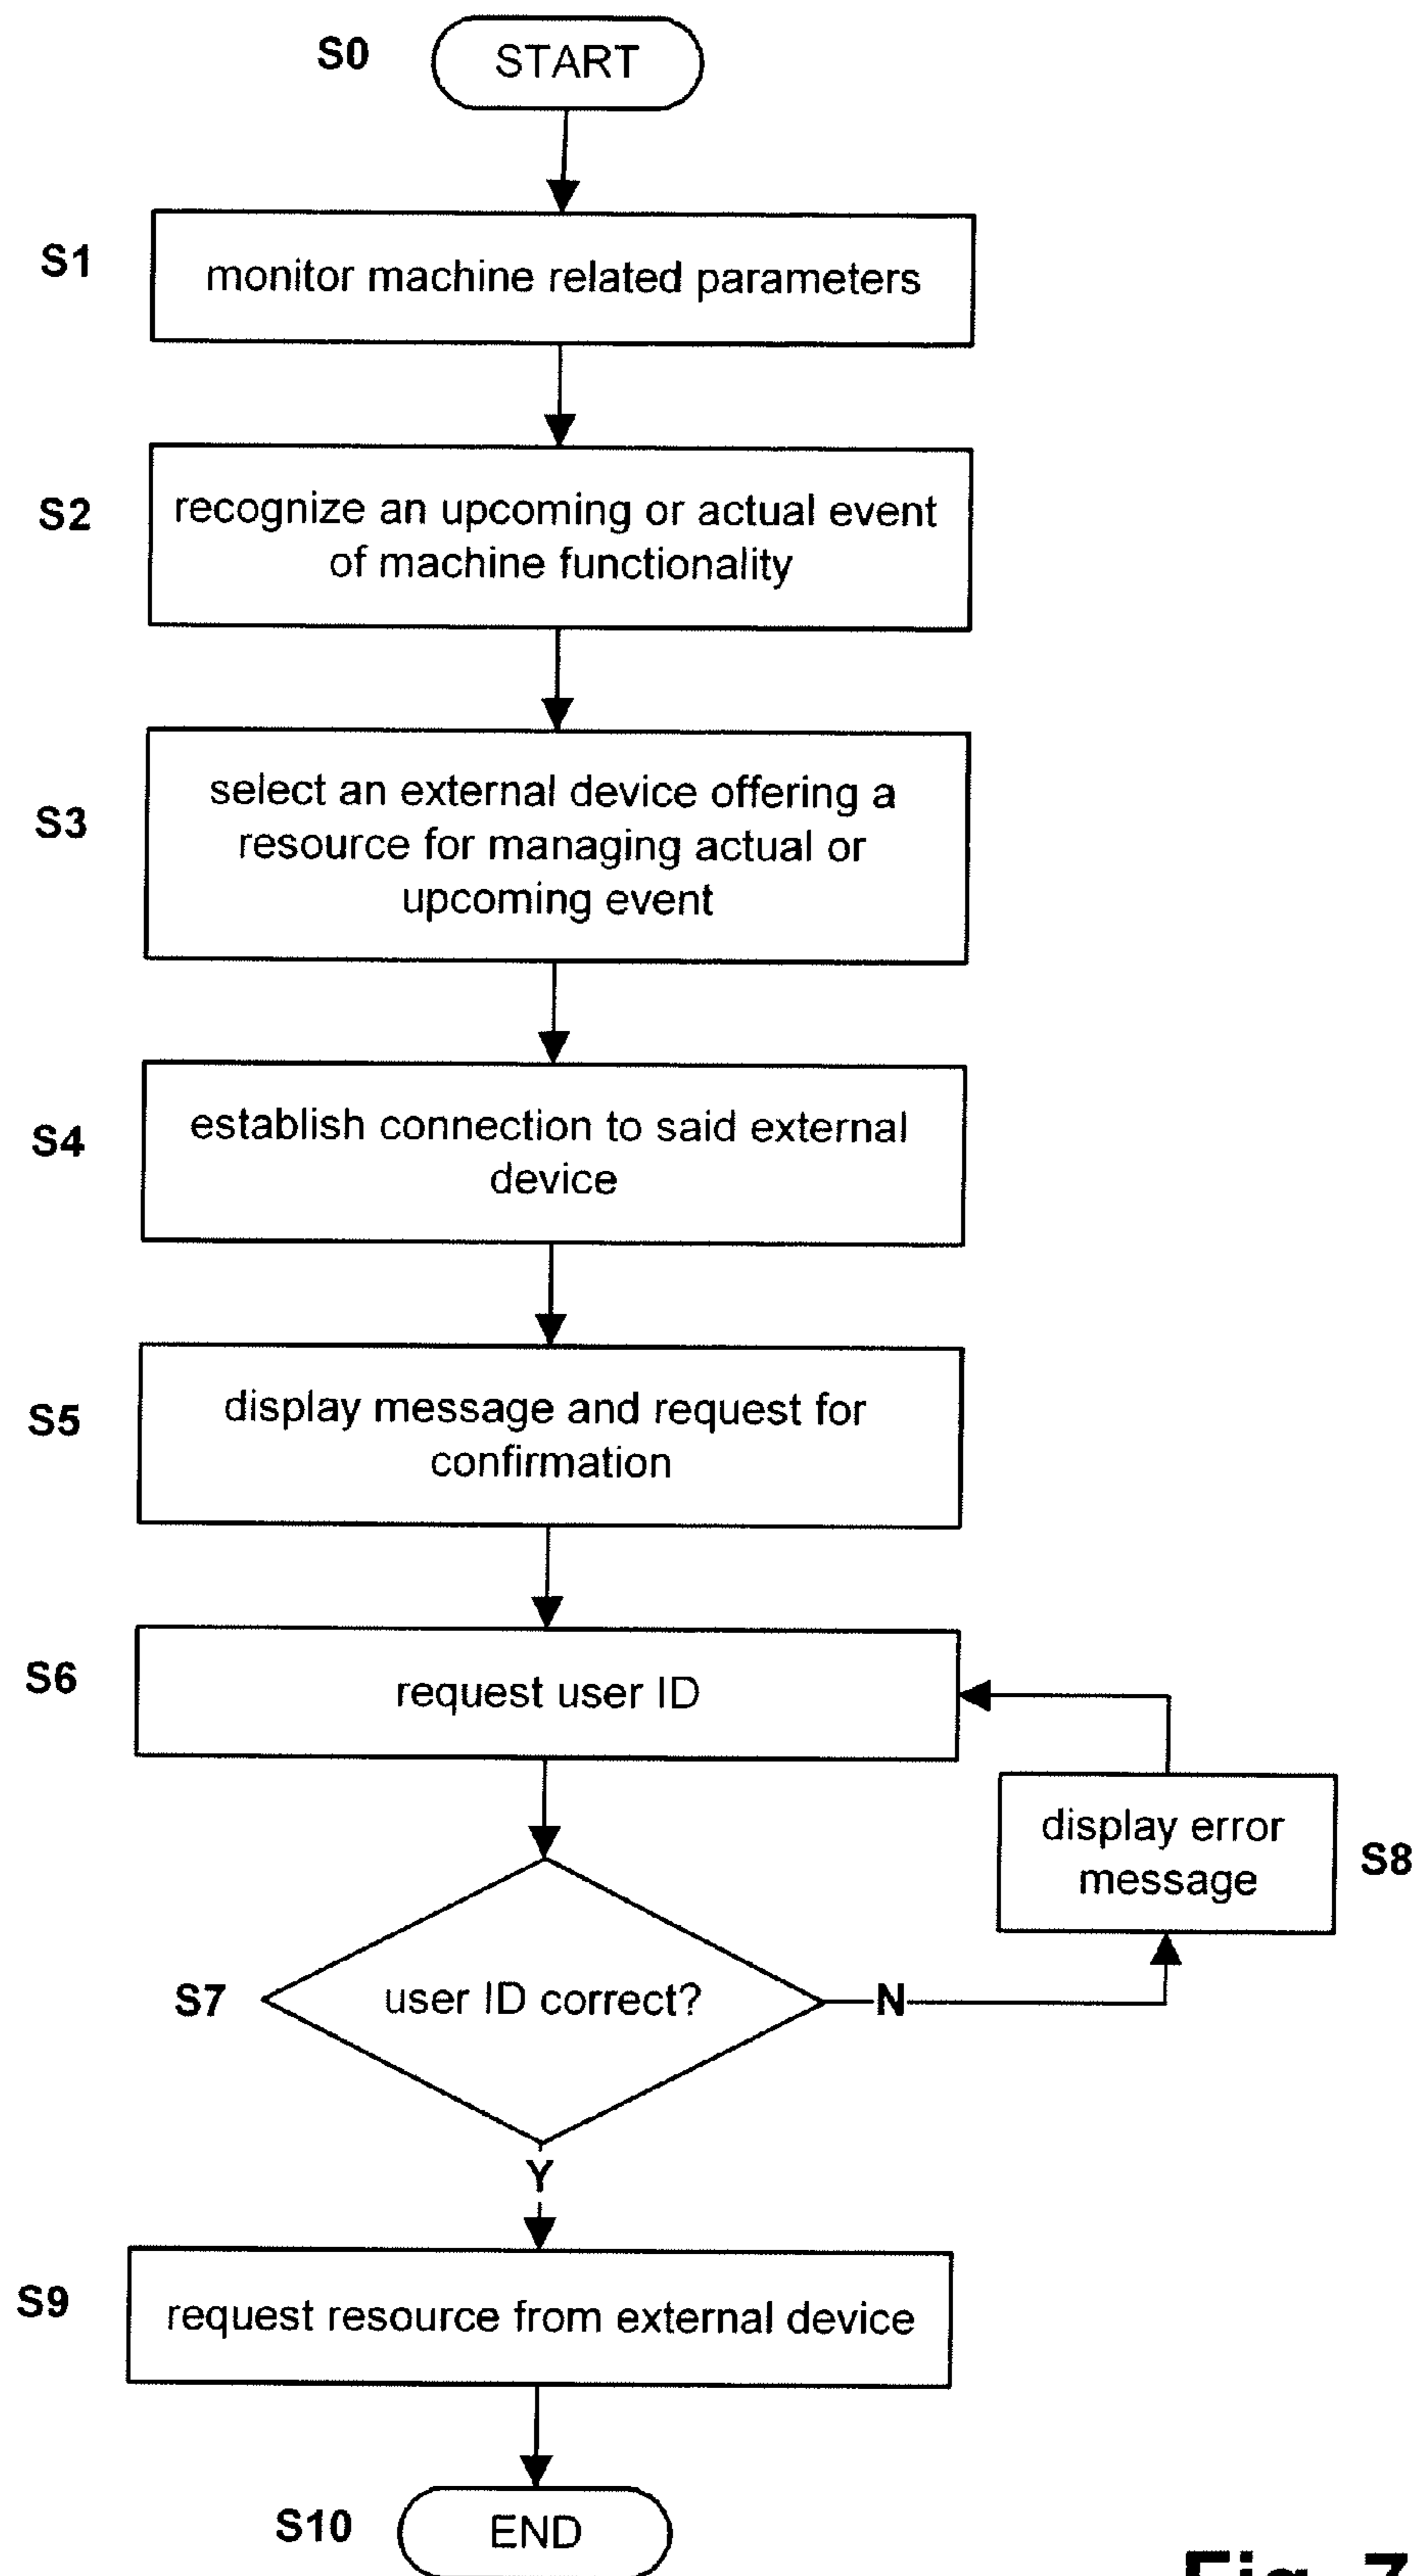 S0
START
S1
monitor machine related parameters
S2
recognize an upcoming or actual event
of machine functionality
S3
select an external device offering a
resource for managing actual or
upcoming event
S4
establish connection to said external
device
S5
display message and request for
confirmation
S6
request user ID
display error
message
S8
S7
user ID correct?
N
Y
S9
request resource from external device
S10
END
Fig. 7